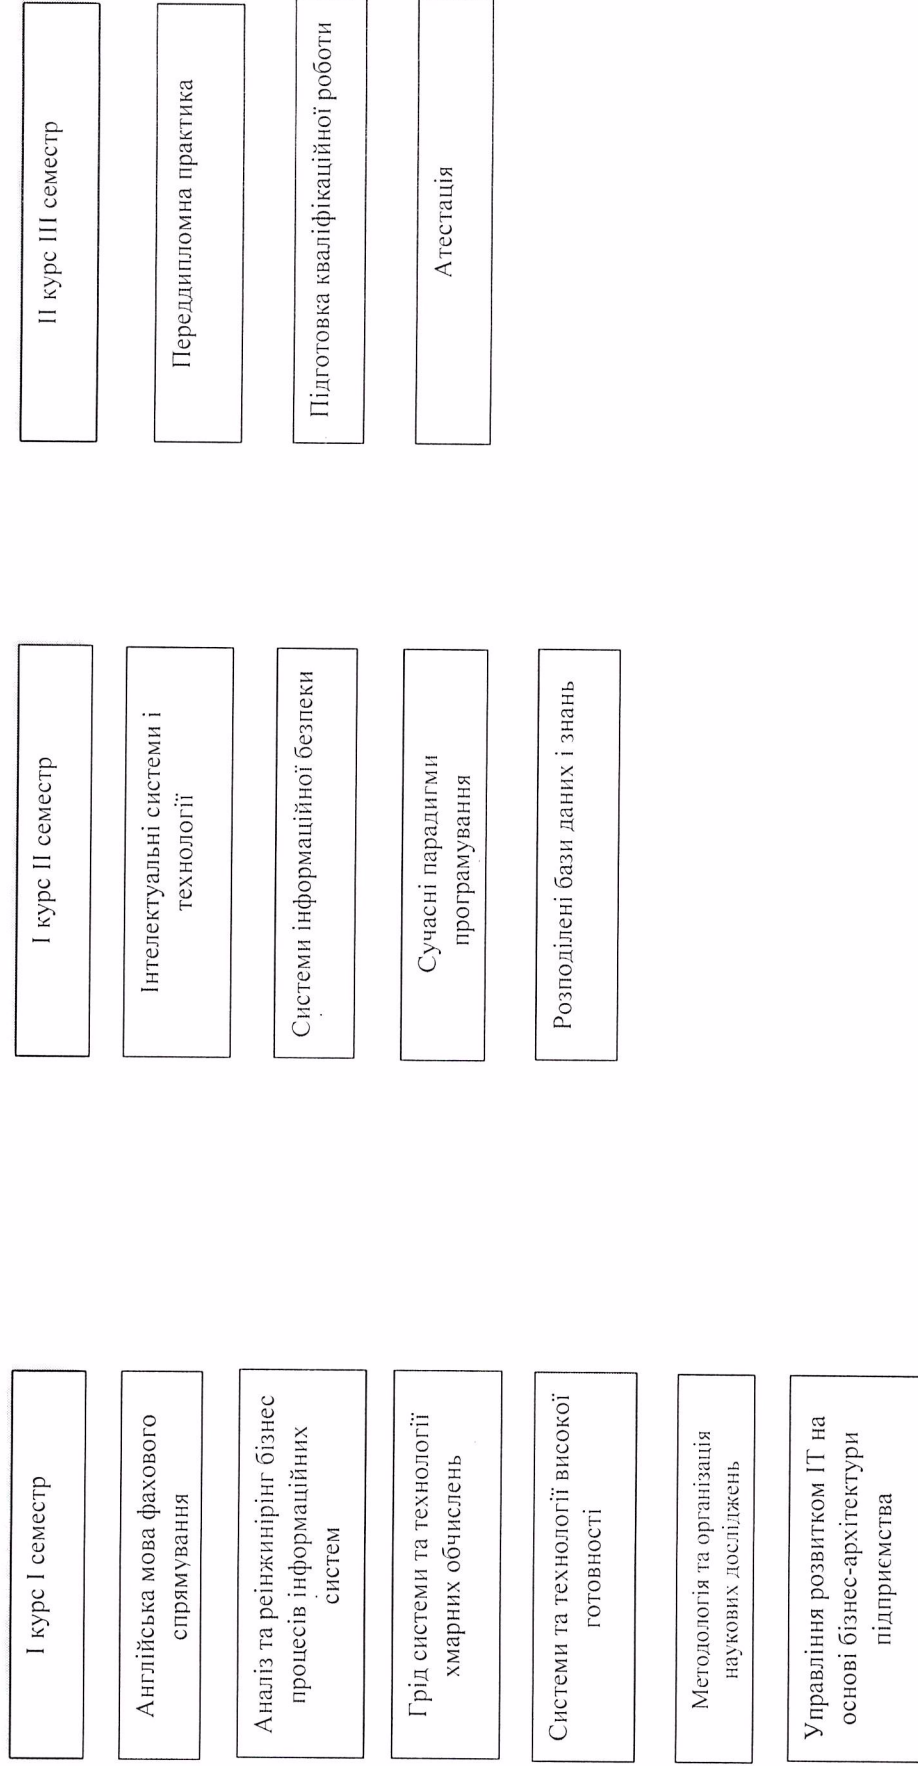 І курс І семестр
Англійська мова фахового
спрямування
Аналіз та реінжинірінг бізнес
процесів інформаційних
систем
Грід системи та технології
хмарних обчислень
Системи та технології високої
готовності
Методологія та організація
наукових досліджень
Управління розвитком ІТ на
основі бізнес-архітектури
підприємства
І курс ІІ семестр
Інтелектуальні системи і
технології
Системи інформаційної безпеки
Сучасні парадигми
програмування
Розподілені бази даних і знань
ІІ курс ІІІ семестр
Переддипломна практика
Підготовка кваліфікаційної роботи
Атестація